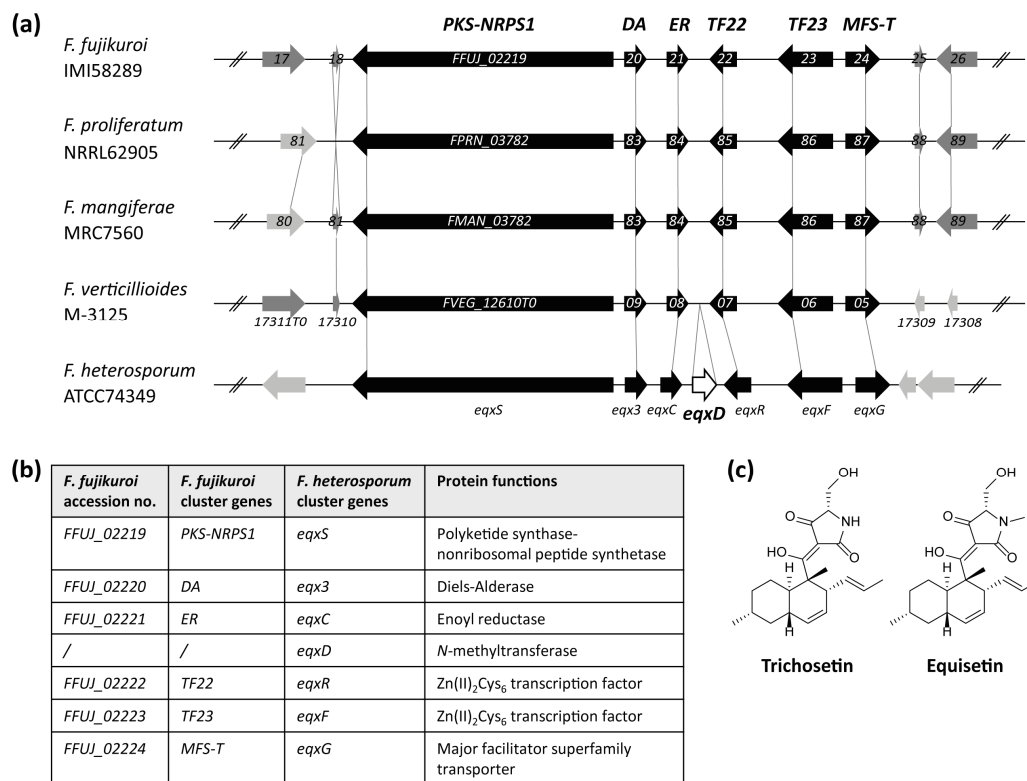 (a)
PKS-NRPS1 DA ER TF22 TF23 MFS-T
F. fujikuroi
IMI58289
17 18 FFUJ_02219 20 21 22 23 24 25 26
F. proliferatum
NRRL62905
81 FPRN_03782 83 84 85 86 87 88 89
F. mangiferae
MRC7560
80 81 FMAN_03782 83 84 85 86 87 88 89
F. verticillioides
M-3125
FVEG_12610T0 09 08 07 06 05
17311T0 17310 17309 17308
F. heterosporum
ATCC74349
eqxS eqx3 eqxC eqxD eqxR eqxF eqxG
(b)
F. fujikuroi F. fujikuroi F. heterosporum Protein functions
accession no. cluster genes cluster genes
FFUJ_02219 PKS-NRPS1 eqxS Polyketide synthase-
nonribosomal peptide synthetase
FFUJ_02220 DA eqx3 Diels-Alderase
FFUJ_02221 ER eqxC Enoyl reductase
/ / eqxD N-methyltransferase
FFUJ_02222 TF22 eqxR Zn(II)2Cys6 transcription factor
FFUJ_02223 TF23 eqxF Zn(II)2Cys6 transcription factor
FFUJ_02224 MFS-T eqxG Major facilitator superfamily
transporter
(c)
OH
O
NH
HO
O
H
H
Trichosetin
OH
O
N
HO
O
H
H
Equisetin